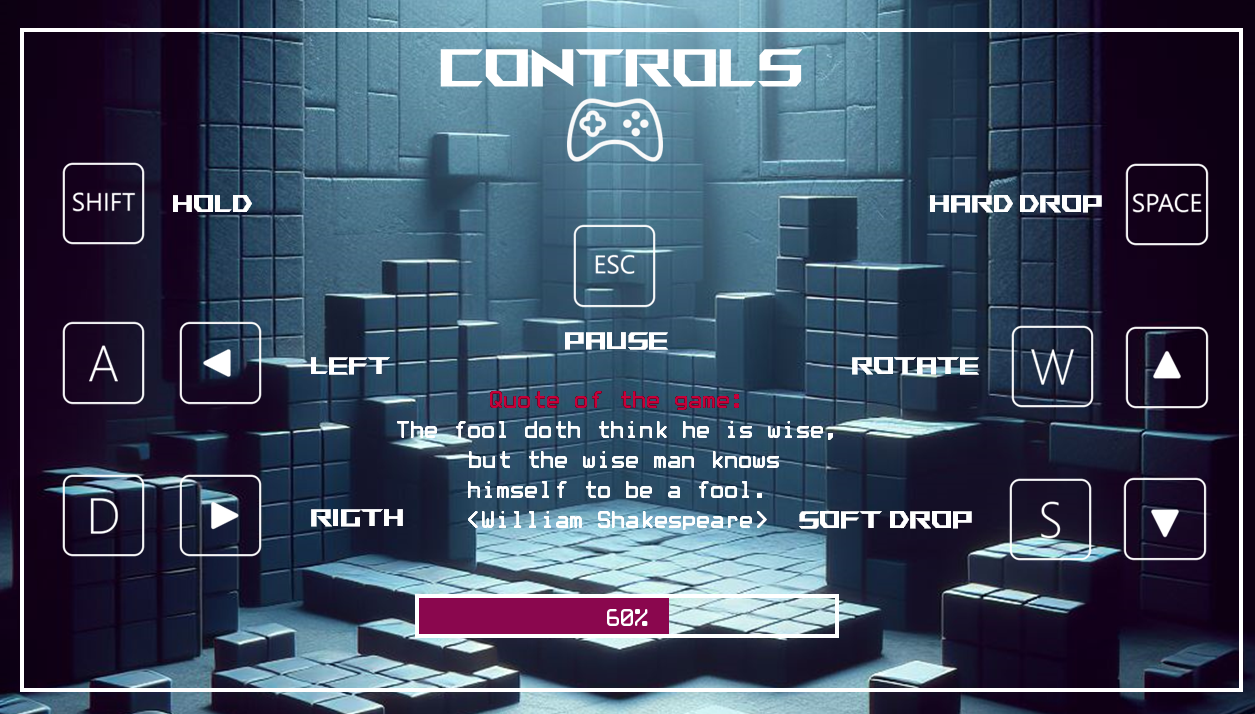 CONTROLS
SHIFT HOLD
HARD DROP SPACE
ESC
PAUSE
A LEFT
ROTATE W
Quote of the game:
The fool doth think he is wise,
but the wise man knows
himself to be a fool.
<William Shakespeare>
D RIGTH
SOFT DROP S
60%